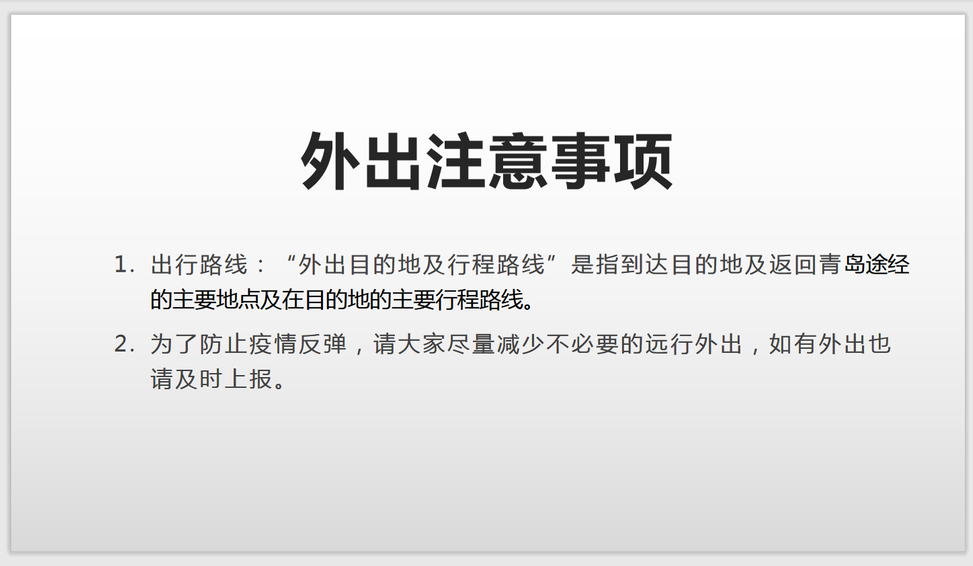 外出注意事项
1. 出行路线：“外出目的地及行程路线”是指到达目的地及返回青岛途经
的主要地点及在目的地的主要行程路线。
2. 为了防止疫情反弹，请大家尽量减少不必要的远行外出，如有外出也
请及时上报。